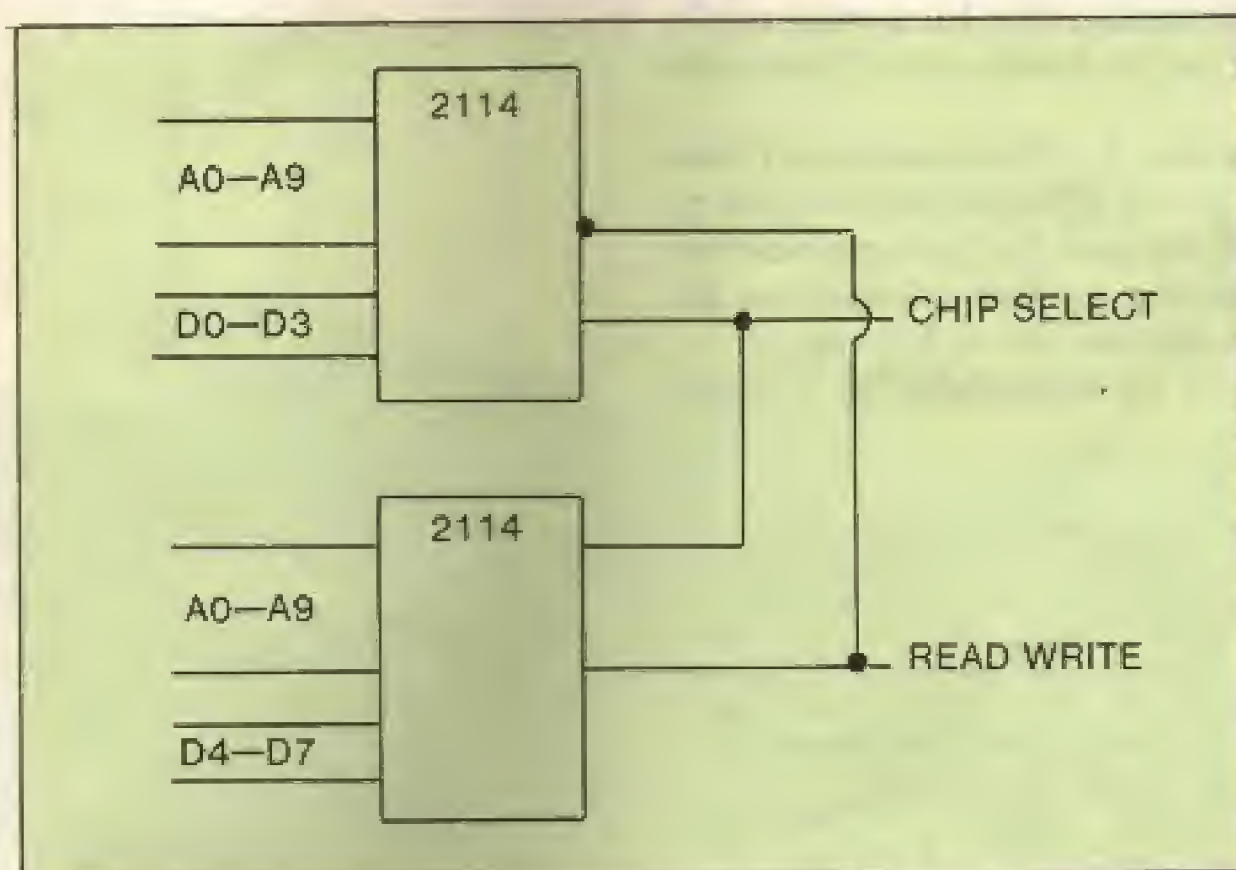 2114
A0—A9
D0—D3
CHIP SELECT
2114
A0—A9
READ WRITE
D4—D7